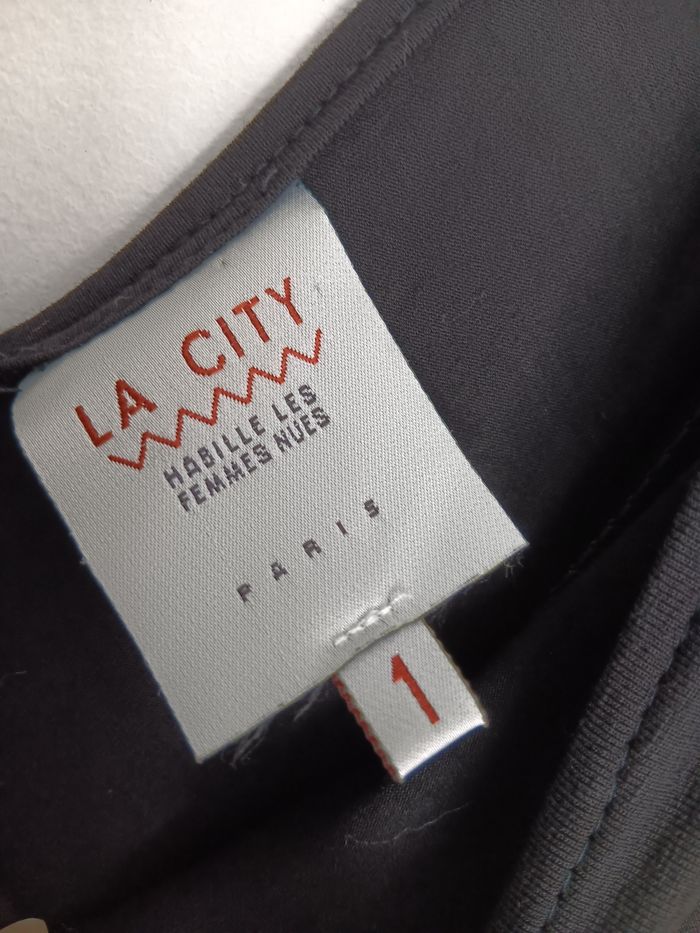 LA CITY
HABILLE LES
FEMMES NUES
PARIS
1